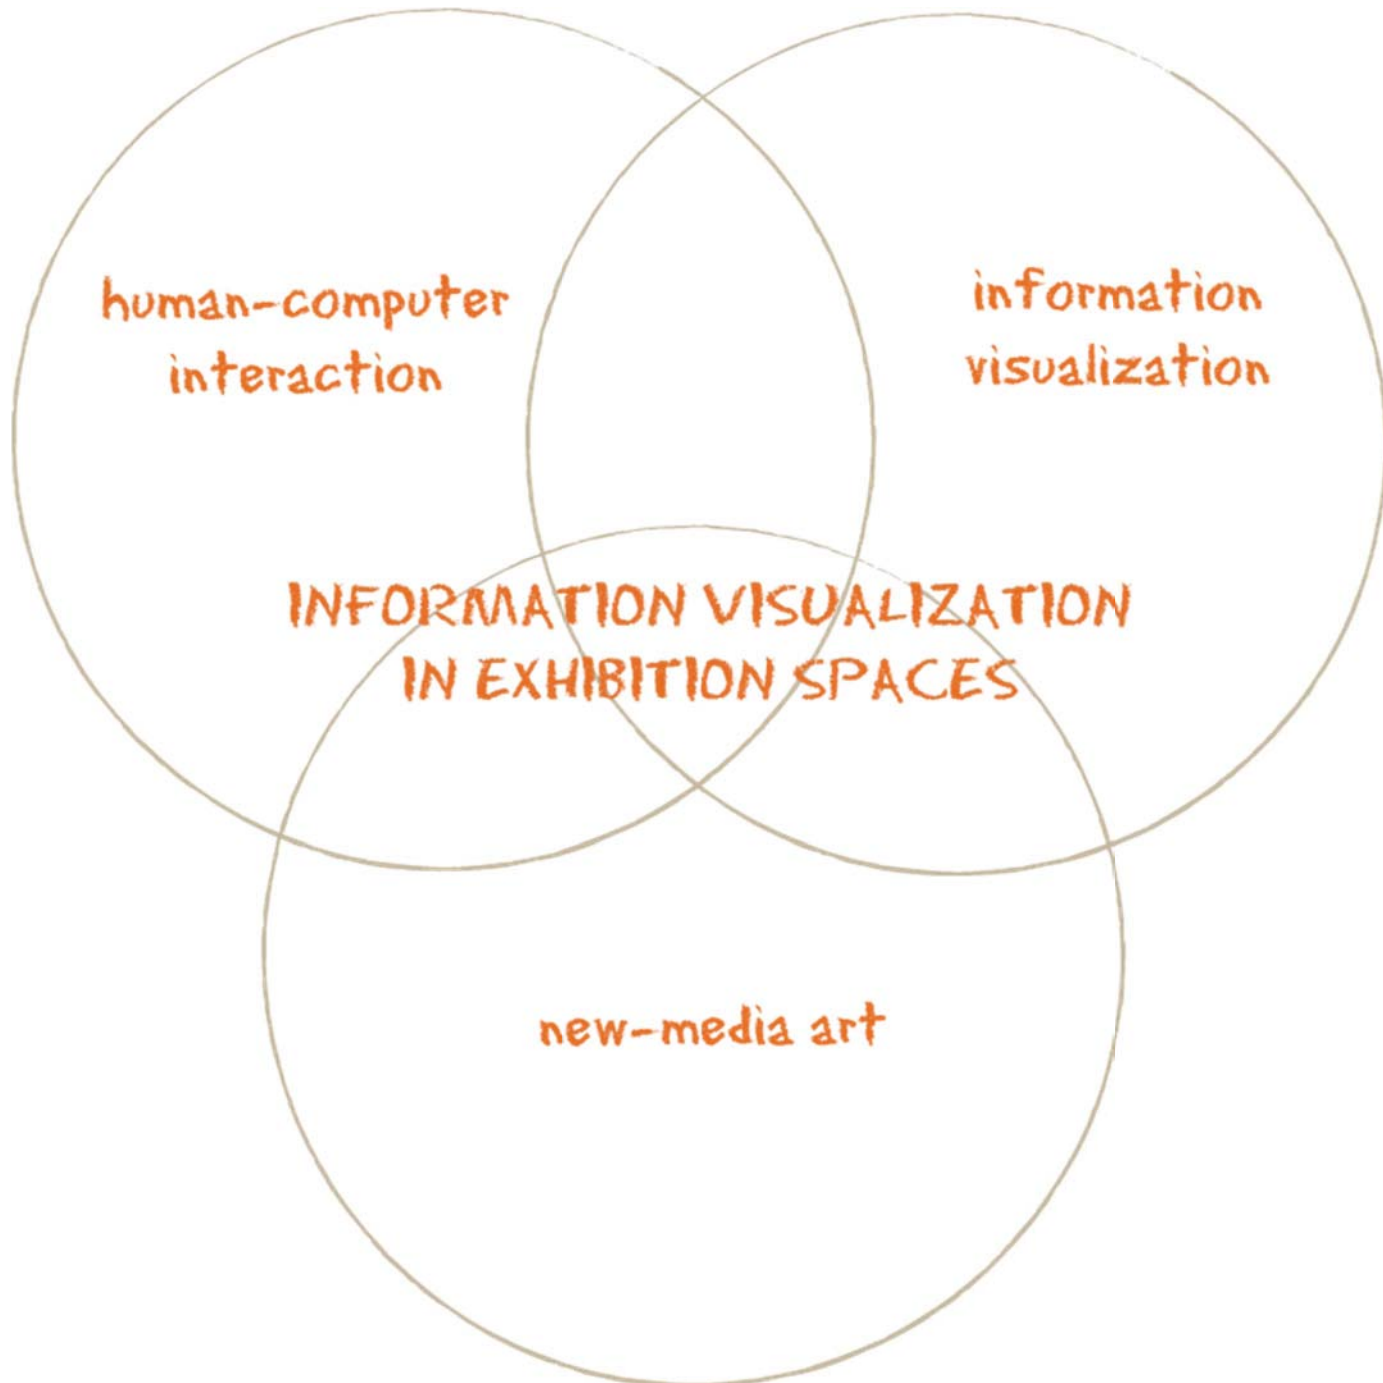 human-computer
interaction
information
visualization
INFORMATION VISUALIZATION
IN EXHIBITION SPACES
new-media art